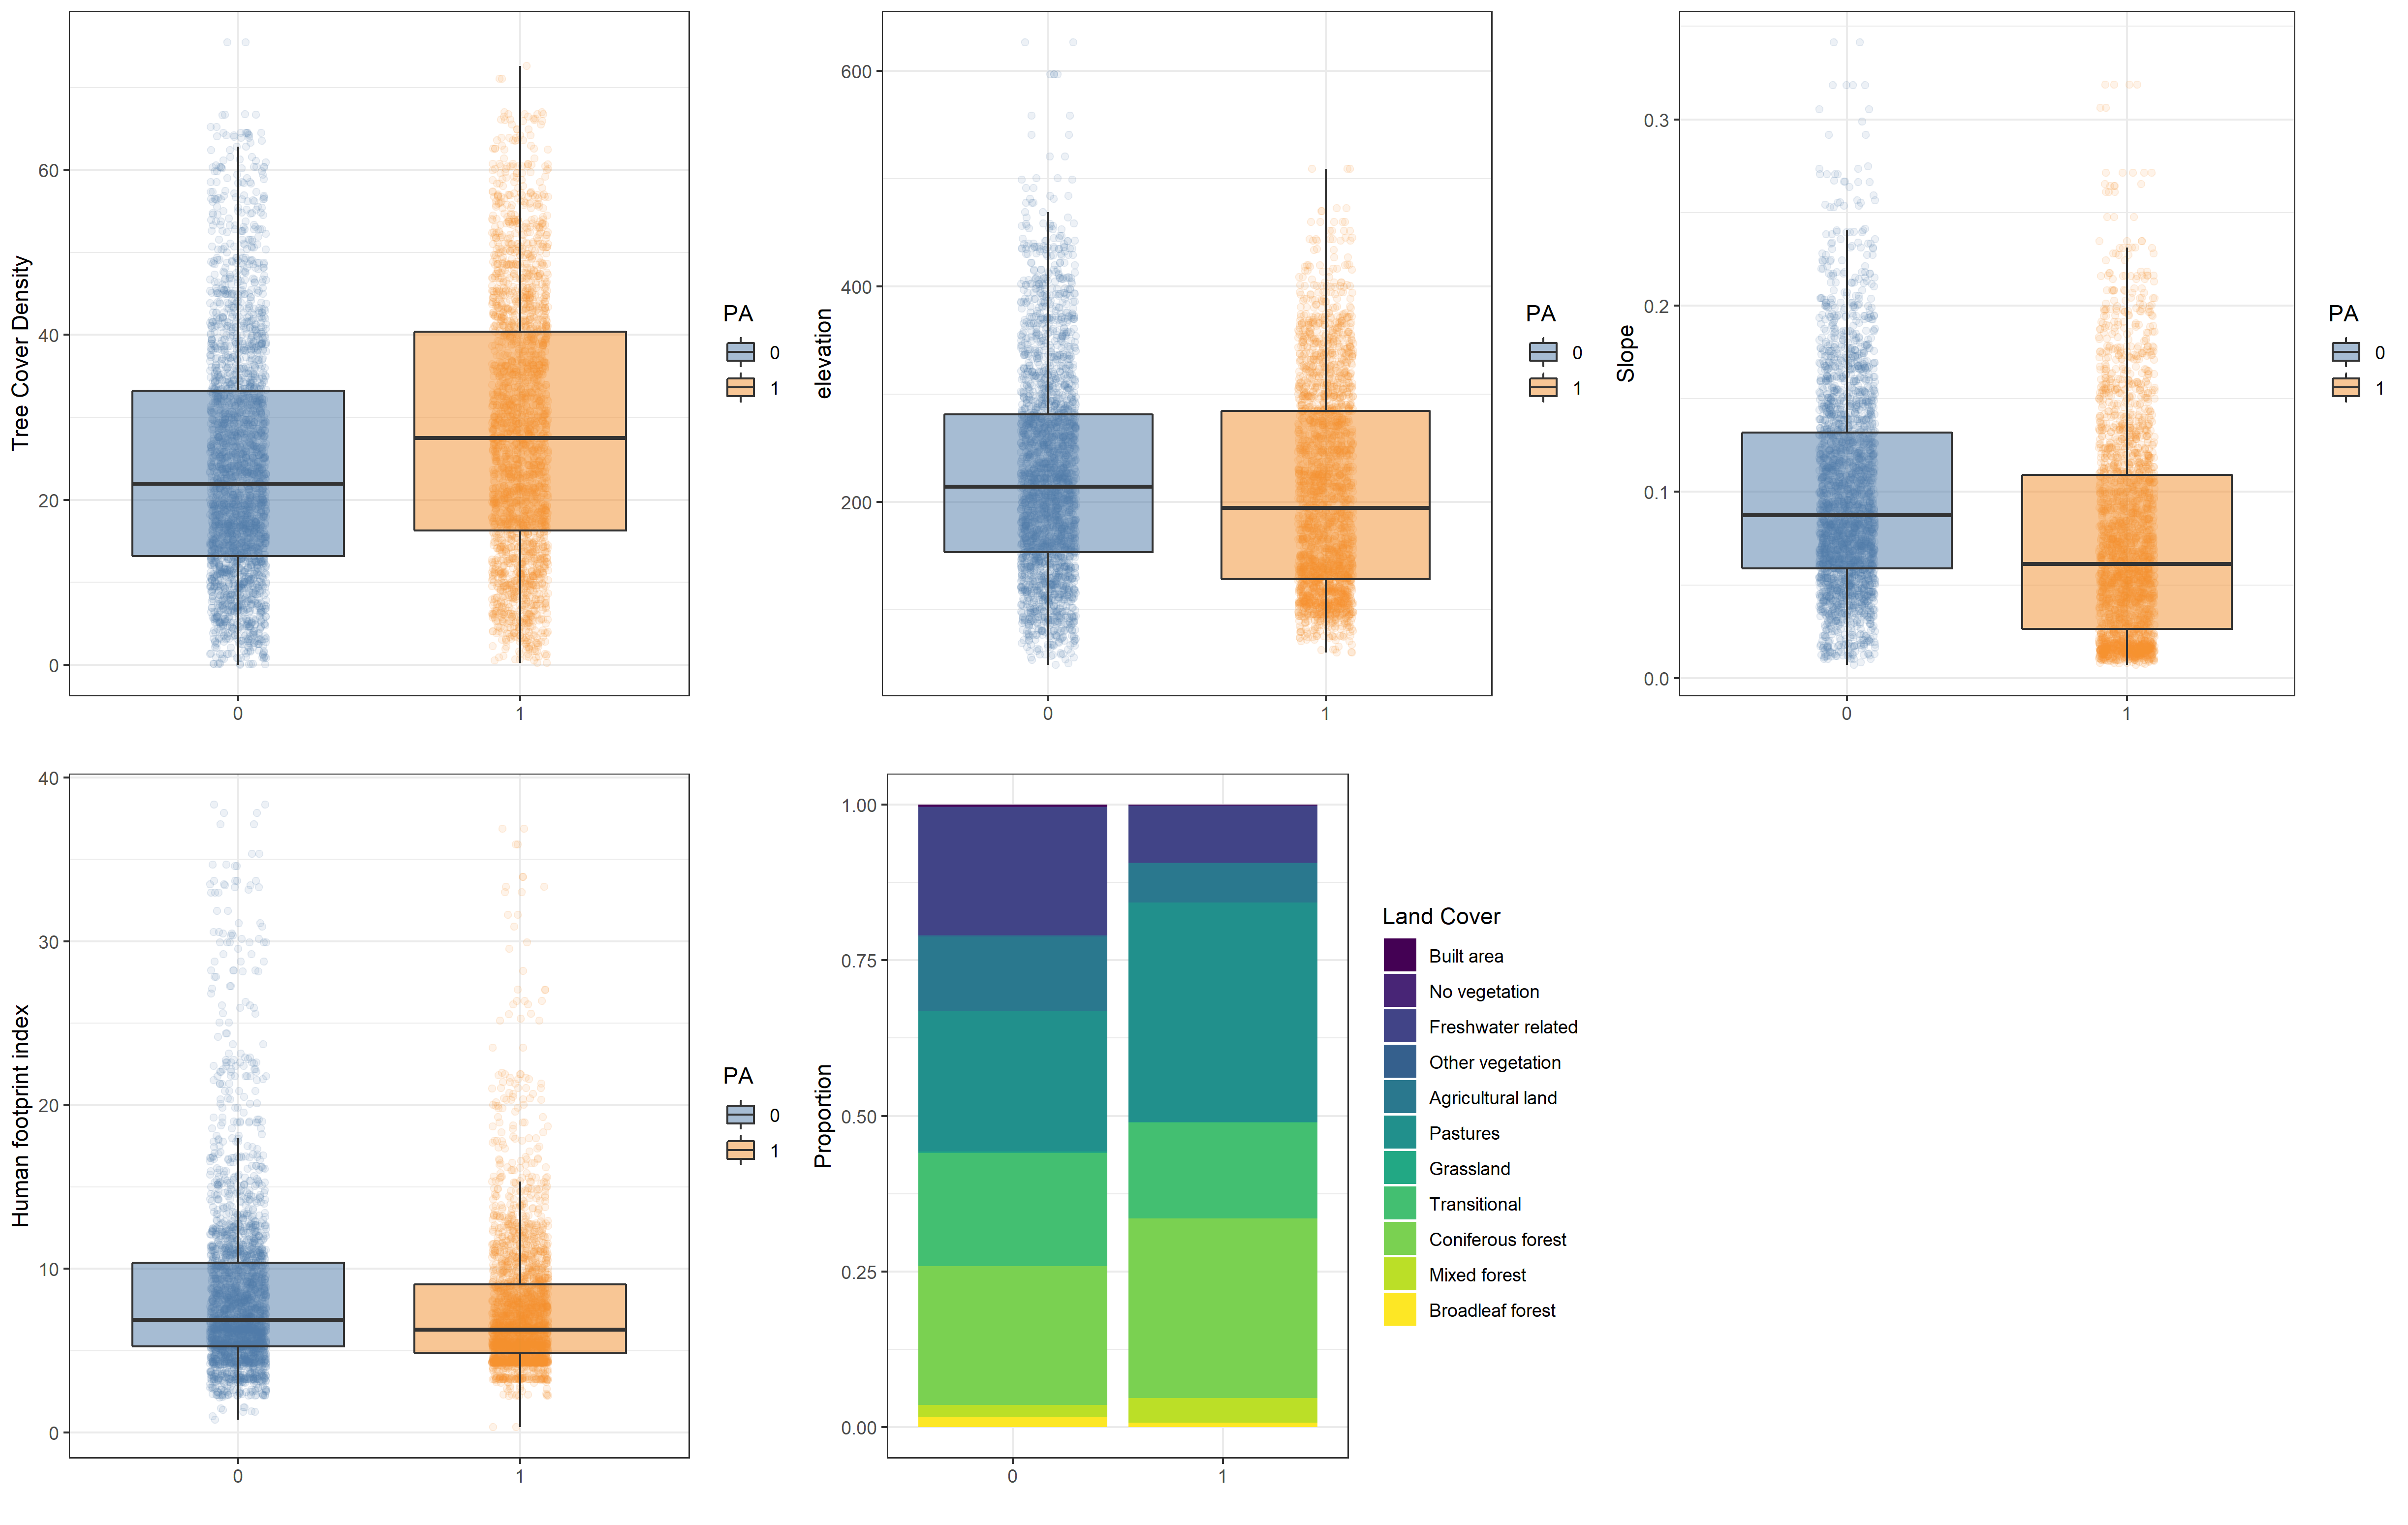 Tree Cover Density
60
40
20
0
0 1
PA
0
1
elevation
600
400
200
0 1
PA
0
1
Slope
0.3
0.2
0.1
0.0
0 1
PA
0
1
Human footprint index
40
30
20
10
0
0 1
PA
0
1
Proportion
1.00
0.75
0.50
0.25
0.00
0 1
Land Cover
Built area
No vegetation
Freshwater related
Other vegetation
Agricultural land
Pastures
Grassland
Transitional
Coniferous forest
Mixed forest
Broadleaf forest